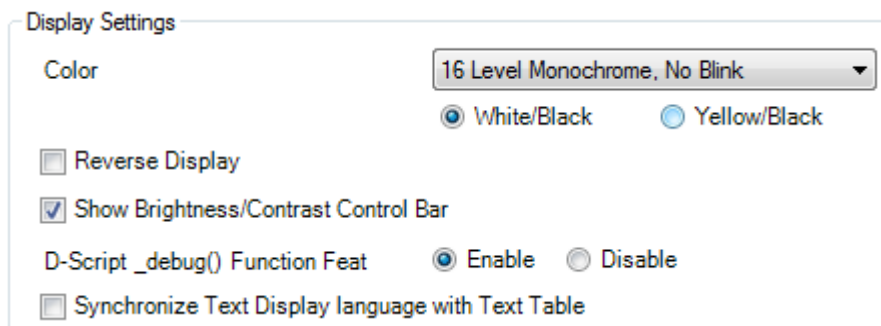 Display Settings
Color 16 Level Monochrome, No Blink
White/Black Yellow/Black
Reverse Display
Show Brightness/Contrast Control Bar
D-Script _debug() Function Feat Enable Disable
Synchronize Text Display language with Text Table